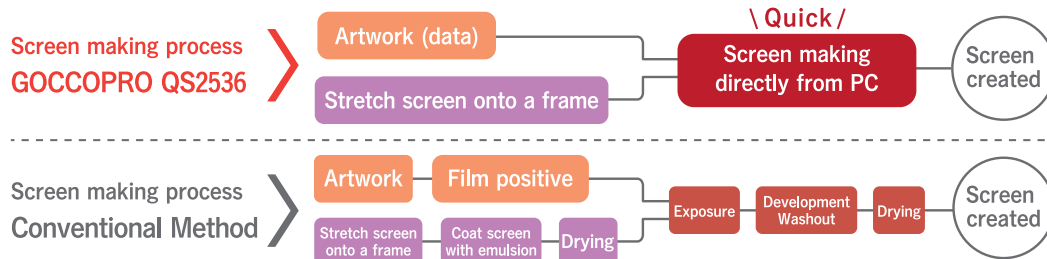 \ Quick /
Screen making process
GOCCOPRO QS2536
Artwork (data)
Stretch screen onto a frame
Screen making
directly from PC
Screen
created
Screen making process
Conventional Method
Artwork
Film positive
Stretch screen
onto a frame
Coat screen
with emulsion
Drying
Exposure
Development
Washout
Drying
Screen
created